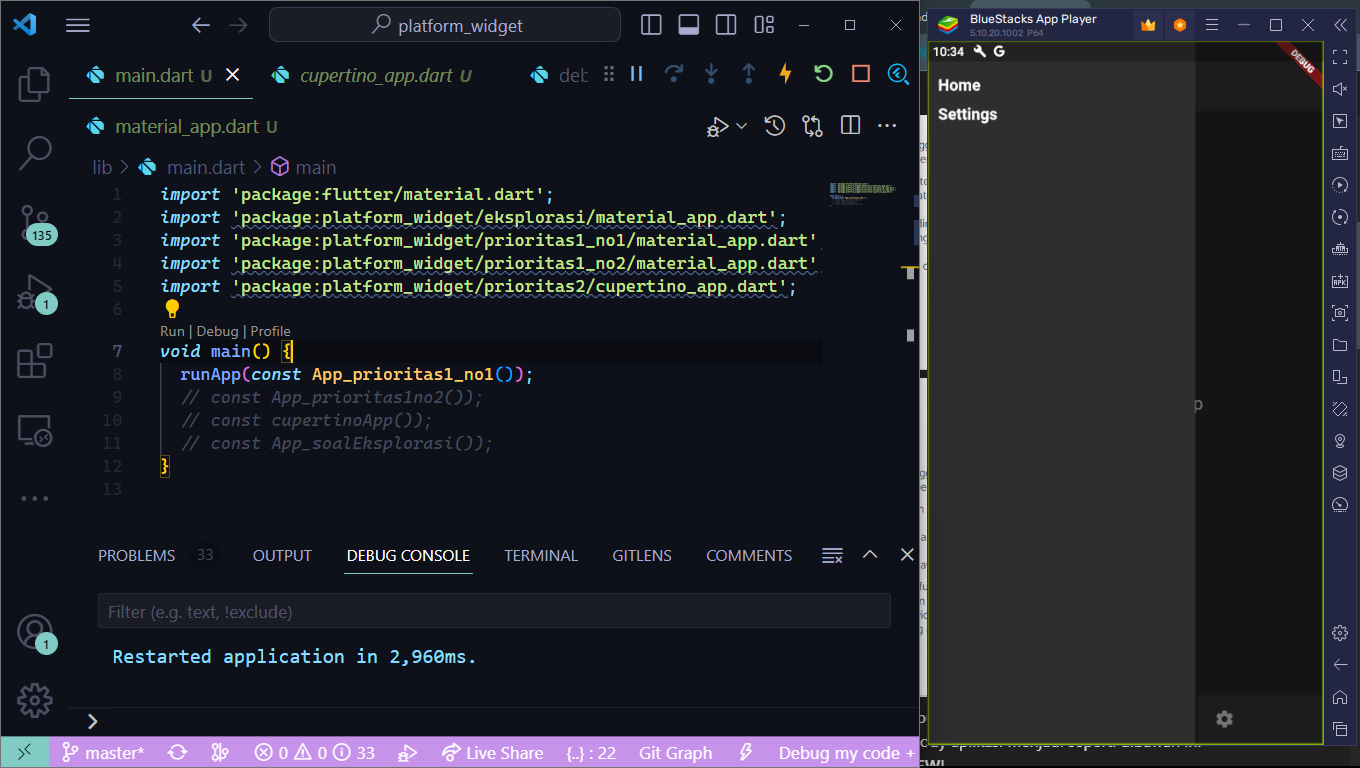 platform_widget
main.dart U
cupertino_app.dart U
deb
material_app.dart U
lib > main.dart > main
1 import 'package:flutter/material.dart';
2 import 'package:platform_widget/eksplorasi/material_app.dart';
3 import 'package:platform_widget/prioritas1_no1/material_app.dart'
4 import 'package:platform_widget/prioritas1_no2/material_app.dart'
5 import 'package:platform_widget/prioritas2/cupertino_app.dart';
6
Run | Debug | Profile
7 void main() {
8 runApp(const App_prioritas1_no1());
9 // const App_prioritas1no2());
10 // const cupertinoApp());
11 // const App_soalEksplorasi());
12 }
13
135
1
1
PROBLEMS 33 OUTPUT DEBUG CONSOLE TERMINAL GITLENS COMMENTS
Filter (e.g. text, !exclude)
Restarted application in 2,960ms.
master* 0 0 33 Live Share {..} : 22 Git Graph Debug my code +
BlueStacks App Player
5.10.20.1002 P64
10:34
DEBUG
Home
Settings
p
APK